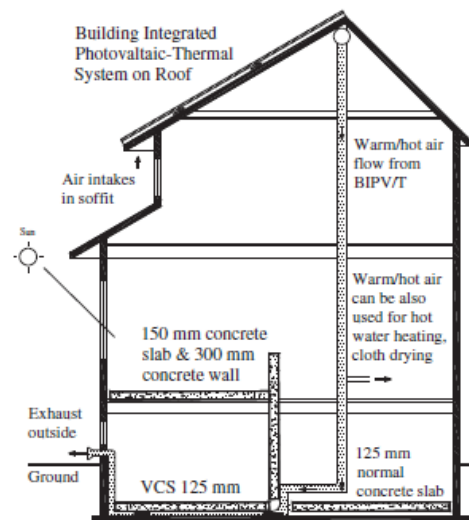 Building Integrated
Photovaltaic-Thermal
System on Roof
Warm/hot air
flow from
BIPV/T
Air intakes
in soffit
Sun
Warm/hot air
can be also
used for hot
water heating,
cloth drying
150 mm concrete
slab & 300 mm
concrete wall
Exhaust
outside
Ground
VCS 125 mm
125 mm
normal
concrete slab